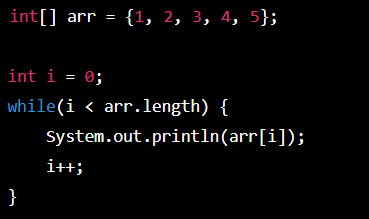 int[] arr = {1, 2, 3, 4, 5};
int i = 0;
while(i < arr.length) {
    System.out.println(arr[i]);
    i++;
}